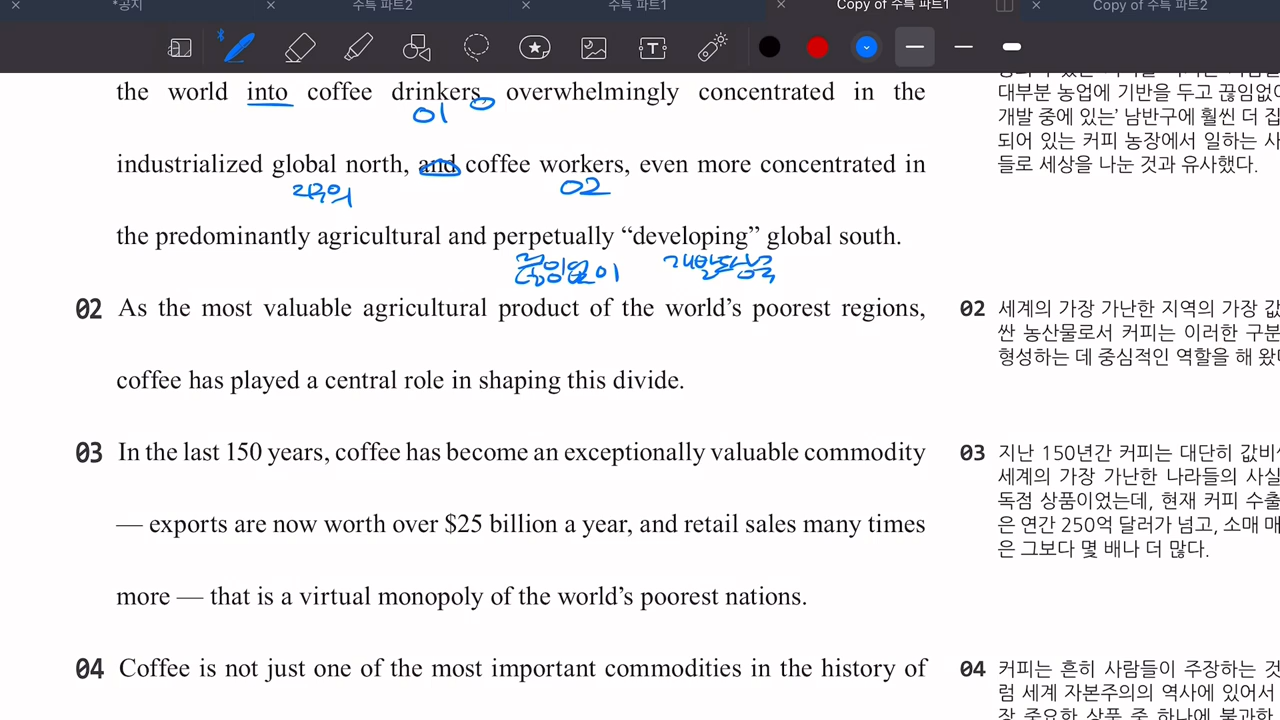 *공지
수특 파트2
수특 파트1
Copy of 수특 파트1
Copy of 수특 파트2
the world into coffee drinkers, overwhelmingly concentrated in the
01
industrialized global north, and coffee workers, even more concentrated in
지구의
02
the predominantly agricultural and perpetually “developing” global south.
끊임없이
개발도상국
02 As the most valuable agricultural product of the world’s poorest regions,
coffee has played a central role in shaping this divide.
03 In the last 150 years, coffee has become an exceptionally valuable commodity
— exports are now worth over $25 billion a year, and retail sales many times
more — that is a virtual monopoly of the world’s poorest nations.
04 Coffee is not just one of the most important commodities in the history of
대부분 농업에 기반을 두고 끊임없이
개발 중에 있는’ 남반구에 훨씬 더 집
되어 있는 커피 농장에서 일하는 사
들로 세상을 나눈 것과 유사했다.
02 세계의 가장 가난한 지역의 가장 값
싼 농산물로서 커피는 이러한 구분
형성하는 데 중심적인 역할을 해 왔다
03 지난 150년간 커피는 대단히 값비싼
세계의 가장 가난한 나라들의 사실
독점 상품이었는데, 현재 커피 수출
은 연간 250억 달러가 넘고, 소매 매
은 그보다 몇 배나 더 많다.
04 커피는 흔히 사람들이 주장하는 것
럼 세계 자본주의의 역사에 있어서
장 중요한 상품 중 하나에 불과한